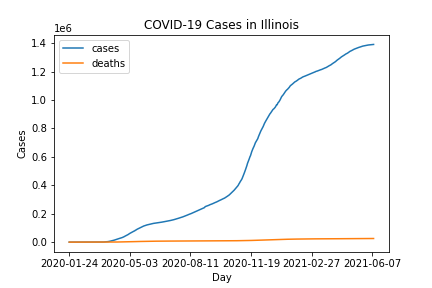 COVID-19 Cases in Illinois
1e6
cases
deaths
1.4
1.2
1.0
0.8
0.6
0.4
0.2
0.0
Cases
2020-01-24 2020-05-03 2020-08-11 2020-11-19 2021-02-27 2021-06-07
Day